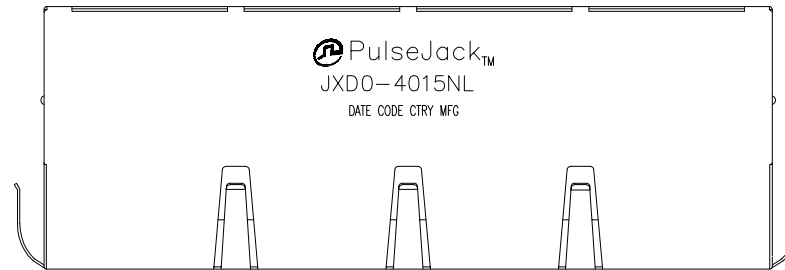 PulseJack™
JXD0-4015NL
DATE CODE CTRY MFG